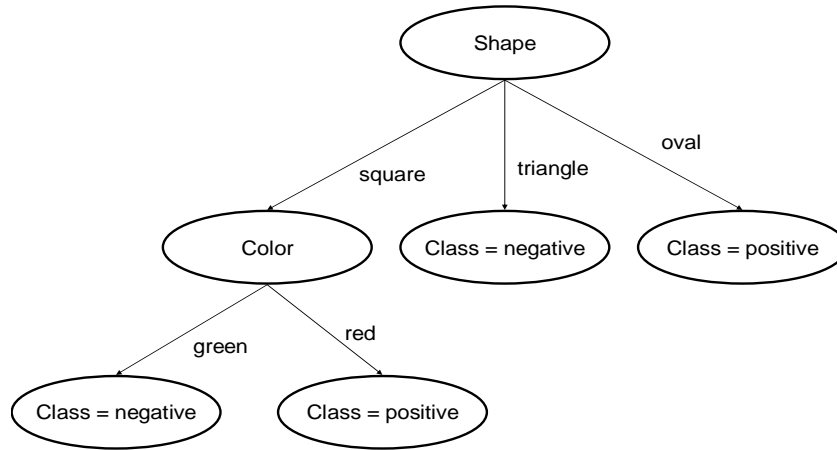 Shape
square
triangle
oval
Color
Class = negative
Class = positive
green
red
Class = negative
Class = positive